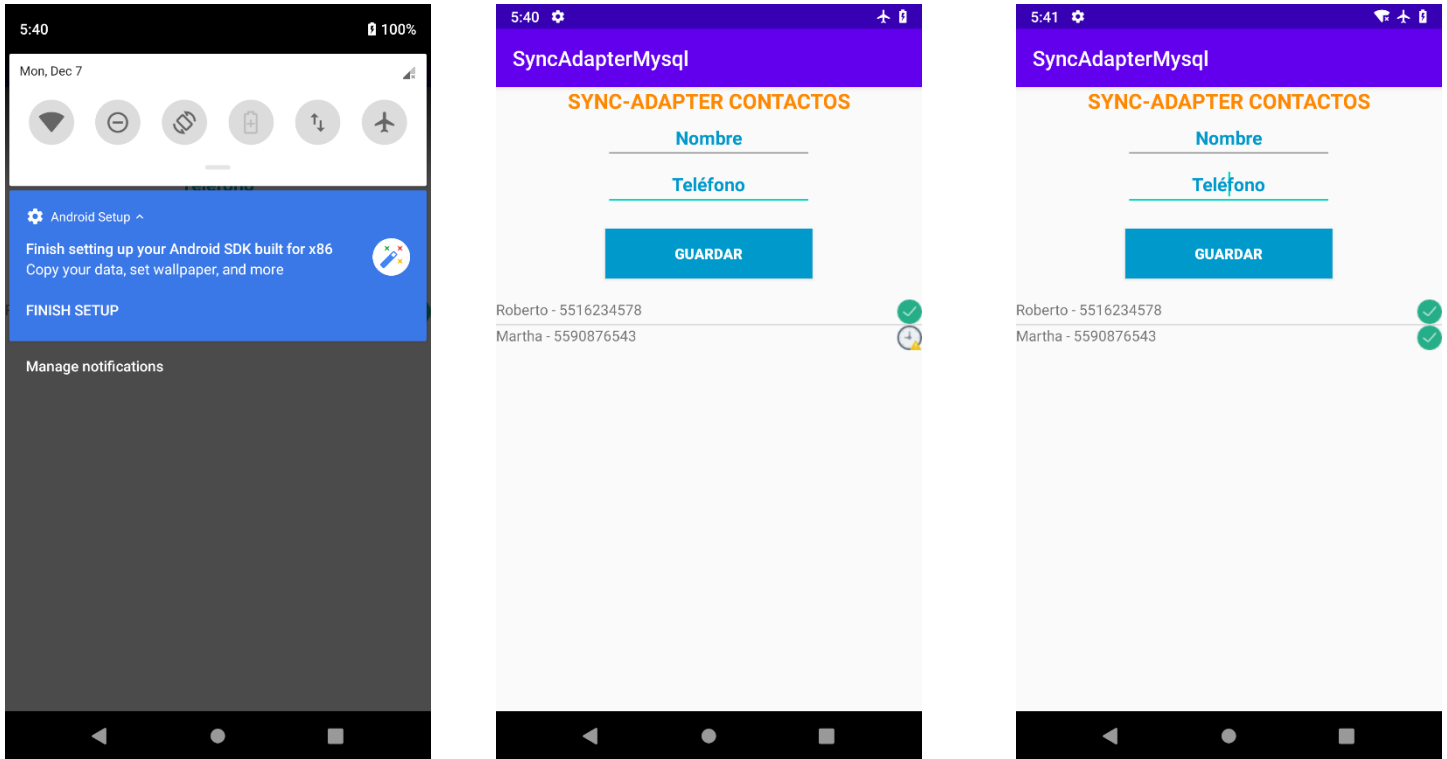 5:40
100%
Mon, Dec 7
Teléfono
Android Setup
Finish setting up your Android SDK built for x86
Copy your data, set wallpaper, and more
FINISH SETUP
Manage notifications
5:40
SyncAdapterMysql
SYNC-ADAPTER CONTACTOS
Nombre
Teléfono
GUARDAR
Roberto - 5516234578
Martha - 5590876543
5:41
SyncAdapterMysql
SYNC-ADAPTER CONTACTOS
Nombre
Teléfono
GUARDAR
Roberto - 5516234578
Martha - 5590876543